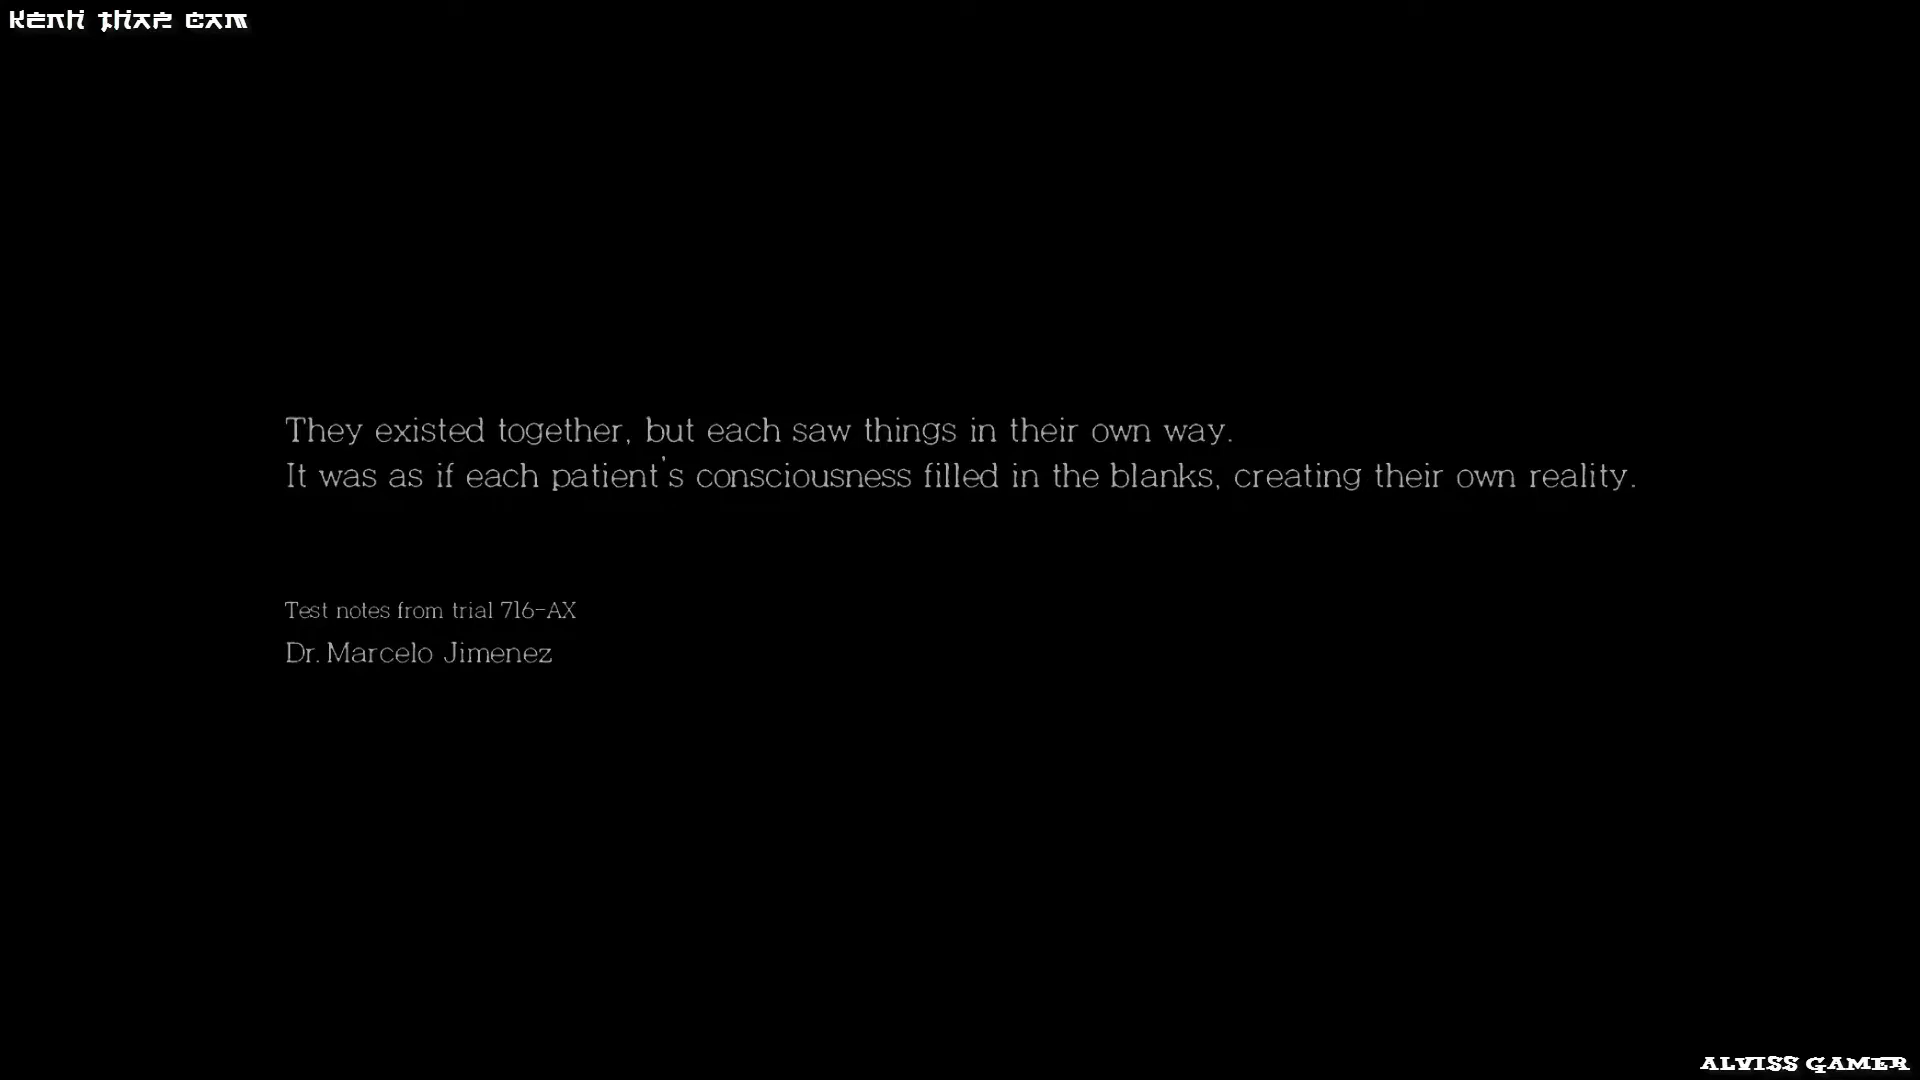 Kenh thap cam
They existed together, but each saw things in their own way.
It was as if each patient's consciousness filled in the blanks, creating their own reality.
Test notes from trial 716-AX
Dr. Marcelo Jimenez
ALVISS GAMER